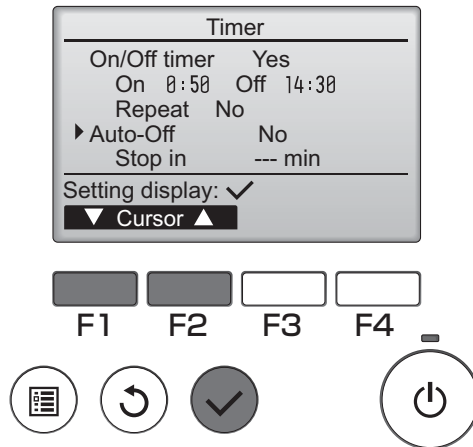 Timer
On/Off timer Yes
On 0:50 Off 14:30
Repeat No
Auto-Off No
Stop in --- min
Setting display: ✓
▼ Cursor ▲
F1 F2 F3 F4